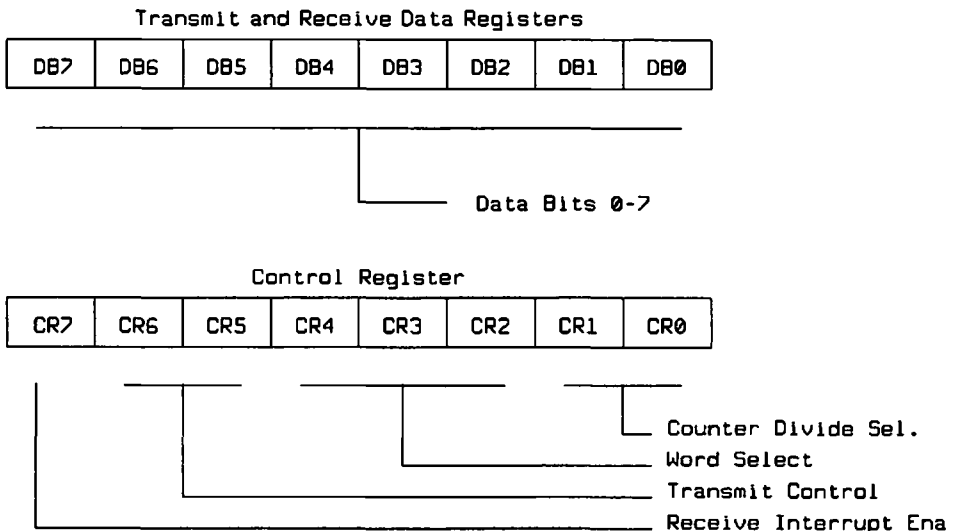 Transmit and Receive Data Registers
DB7 DB6 DB5 DB4 DB3 DB2 DB1 DB0
Data Bits 0-7
Control Register
CR7 CR6 CR5 CR4 CR3 CR2 CR1 CR0
Counter Divide Sel.
Word Select
Transmit Control
Receive Interrupt Ena